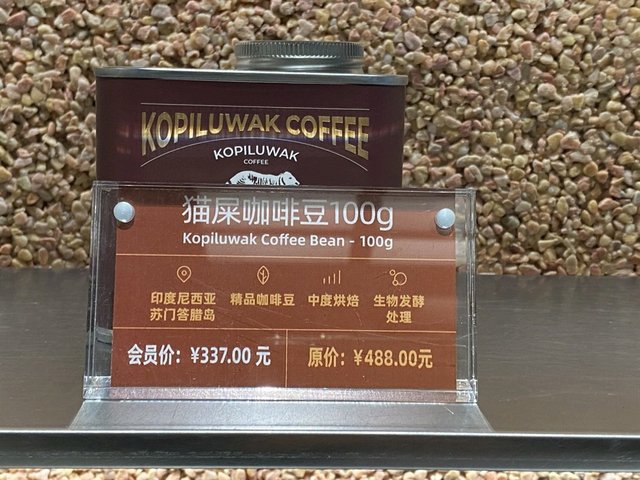 KOPILUWAK COFFEE
KOPILUWAK
COFFEE
猫屎咖啡豆100g
Kopiluwak Coffee Bean - 100g
印度尼西亚
苏门答腊岛
精品咖啡豆
中度烘焙
生物发酵
处理
会员价：¥337.00 元
原价：¥488.00元